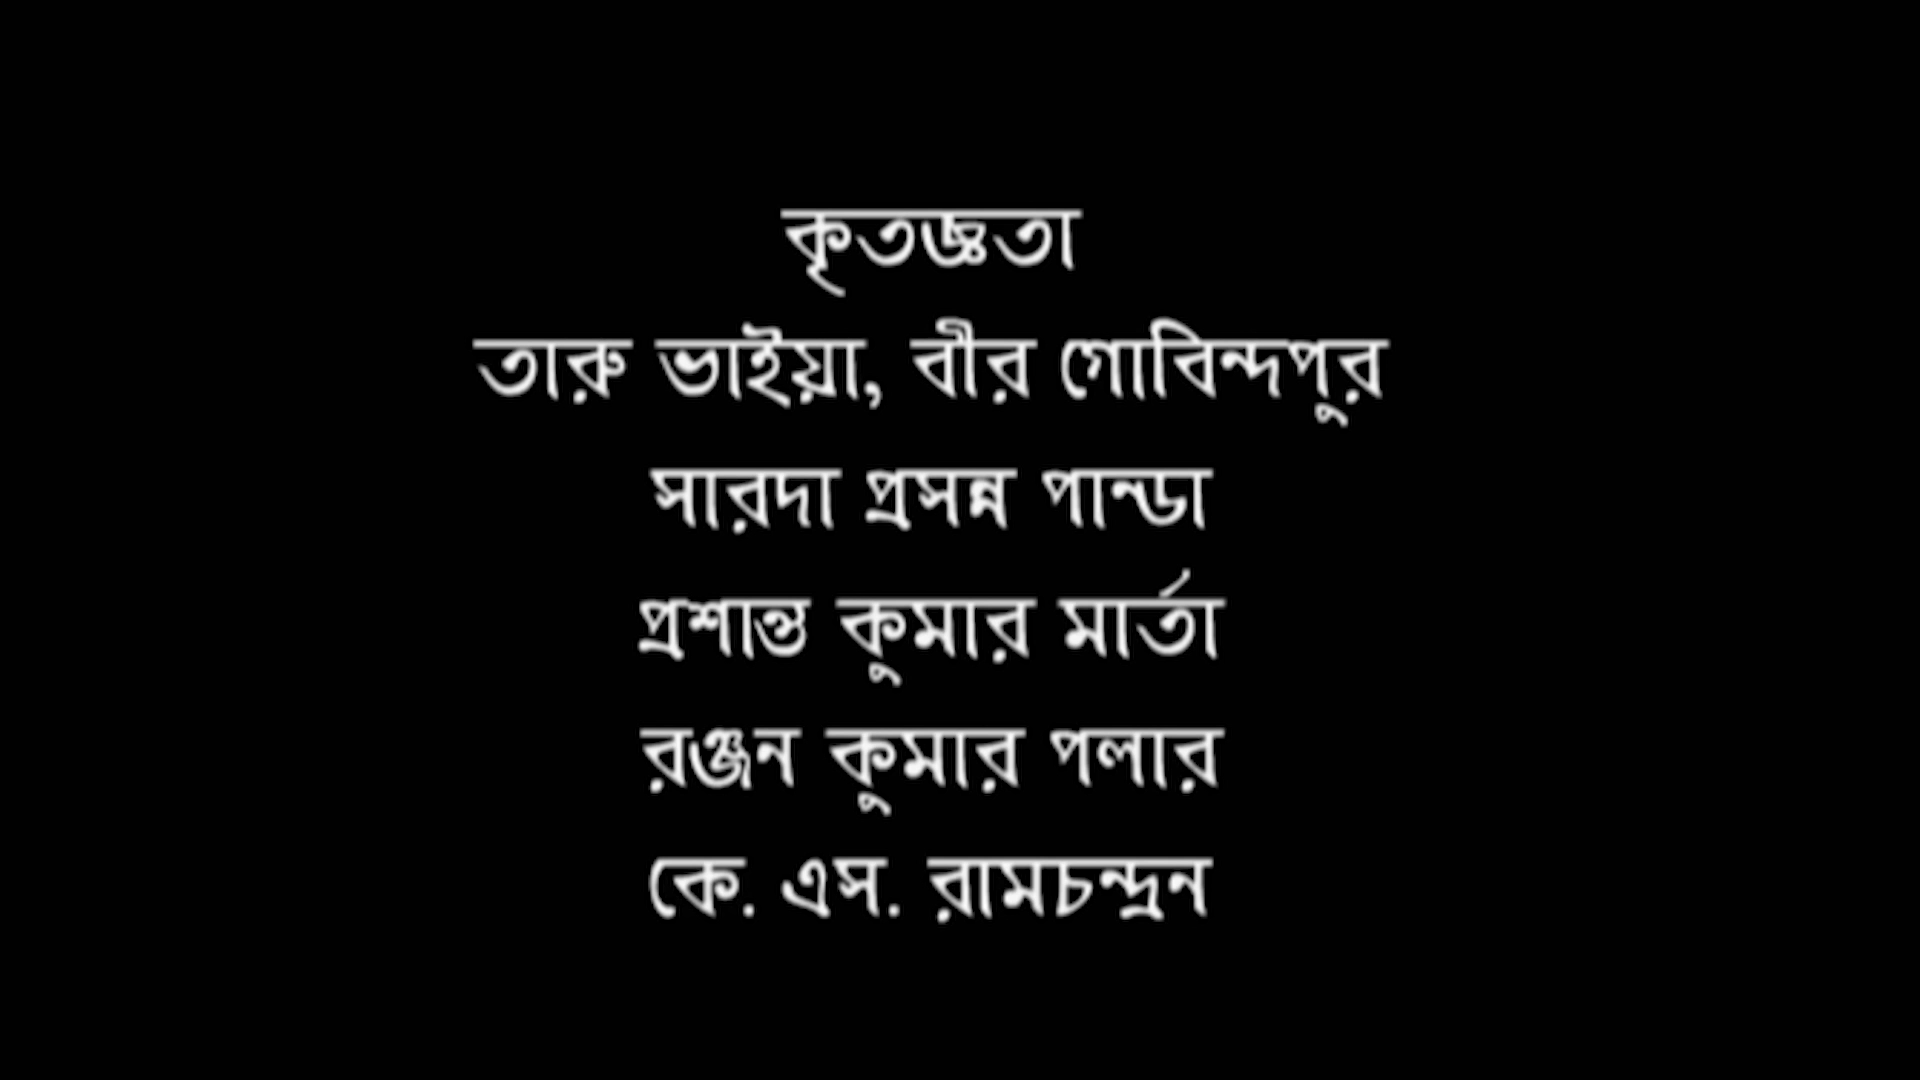 কৃতজ্ঞতা
তারু ভাইয়া, বীর গোবিন্দপুর
সারদা প্রসন্ন পান্ডা
প্রশান্ত কুমার মার্তা
রঞ্জন কুমার পলার
কে. এস. রামচন্দ্রন